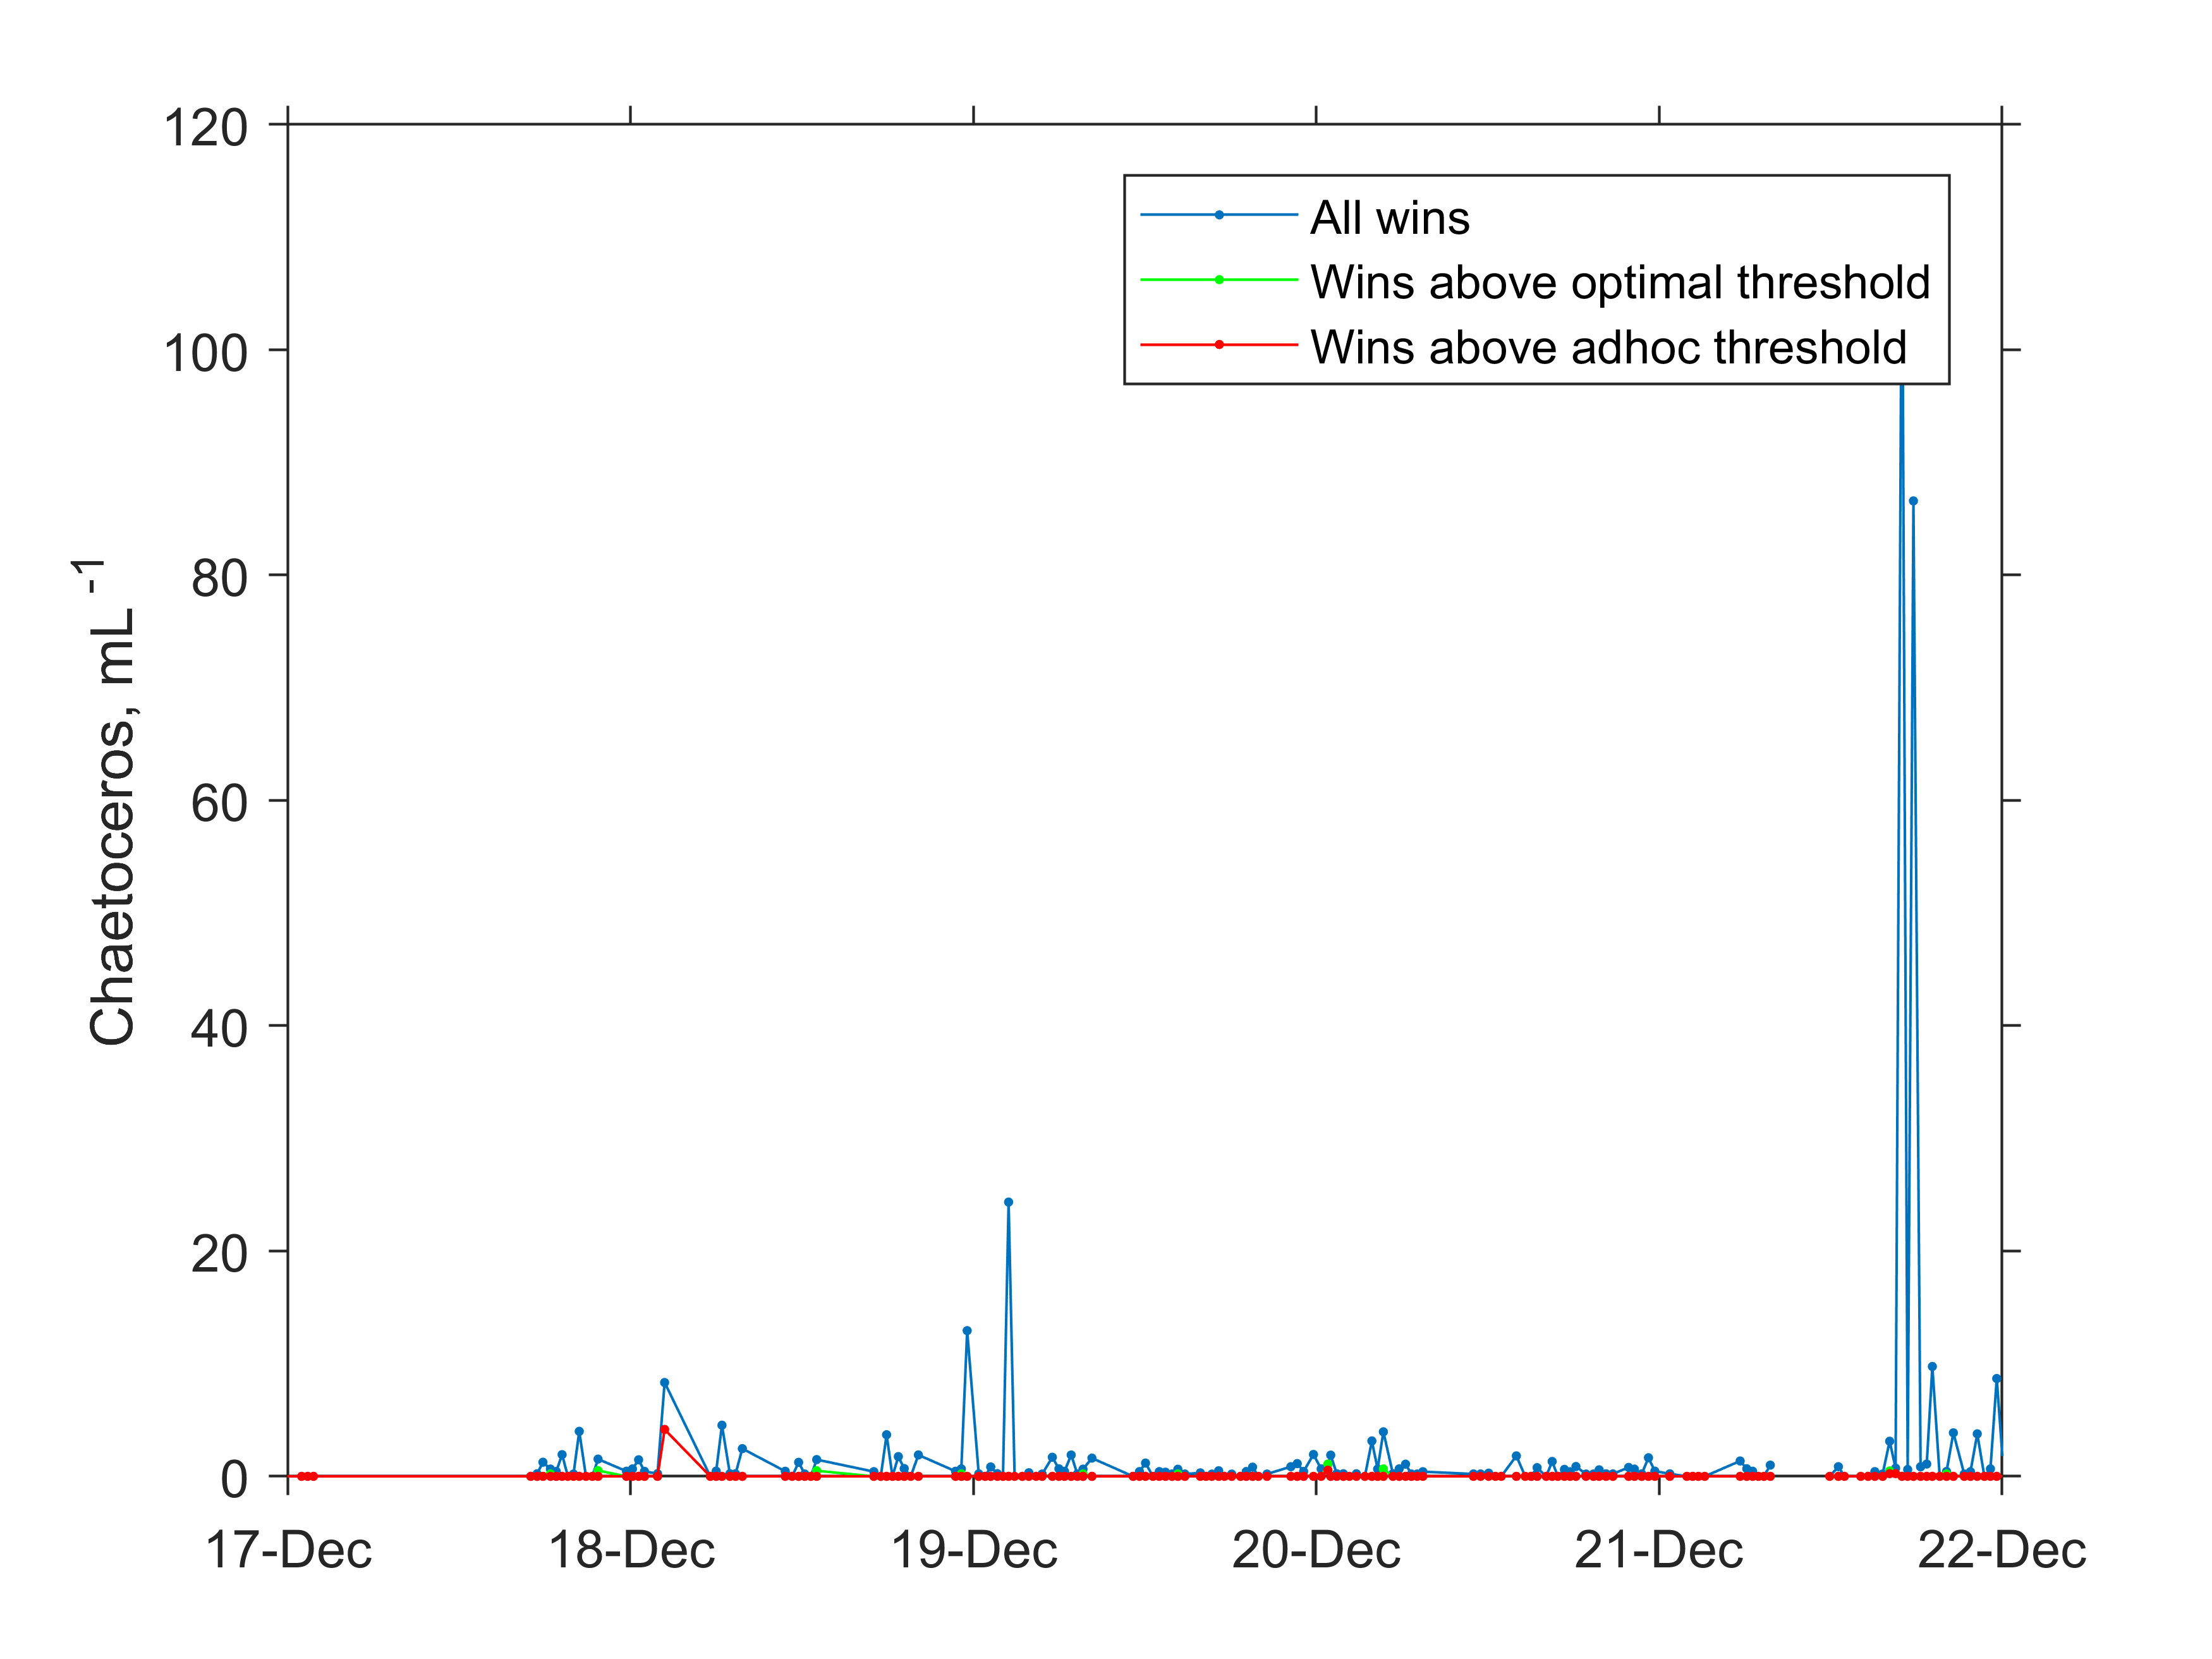 120
100
80
60
40
20
0
Chaetoceros, mL-1
All wins
Wins above optimal threshold
Wins above adhoc threshold
17-Dec 18-Dec 19-Dec 20-Dec 21-Dec 22-Dec